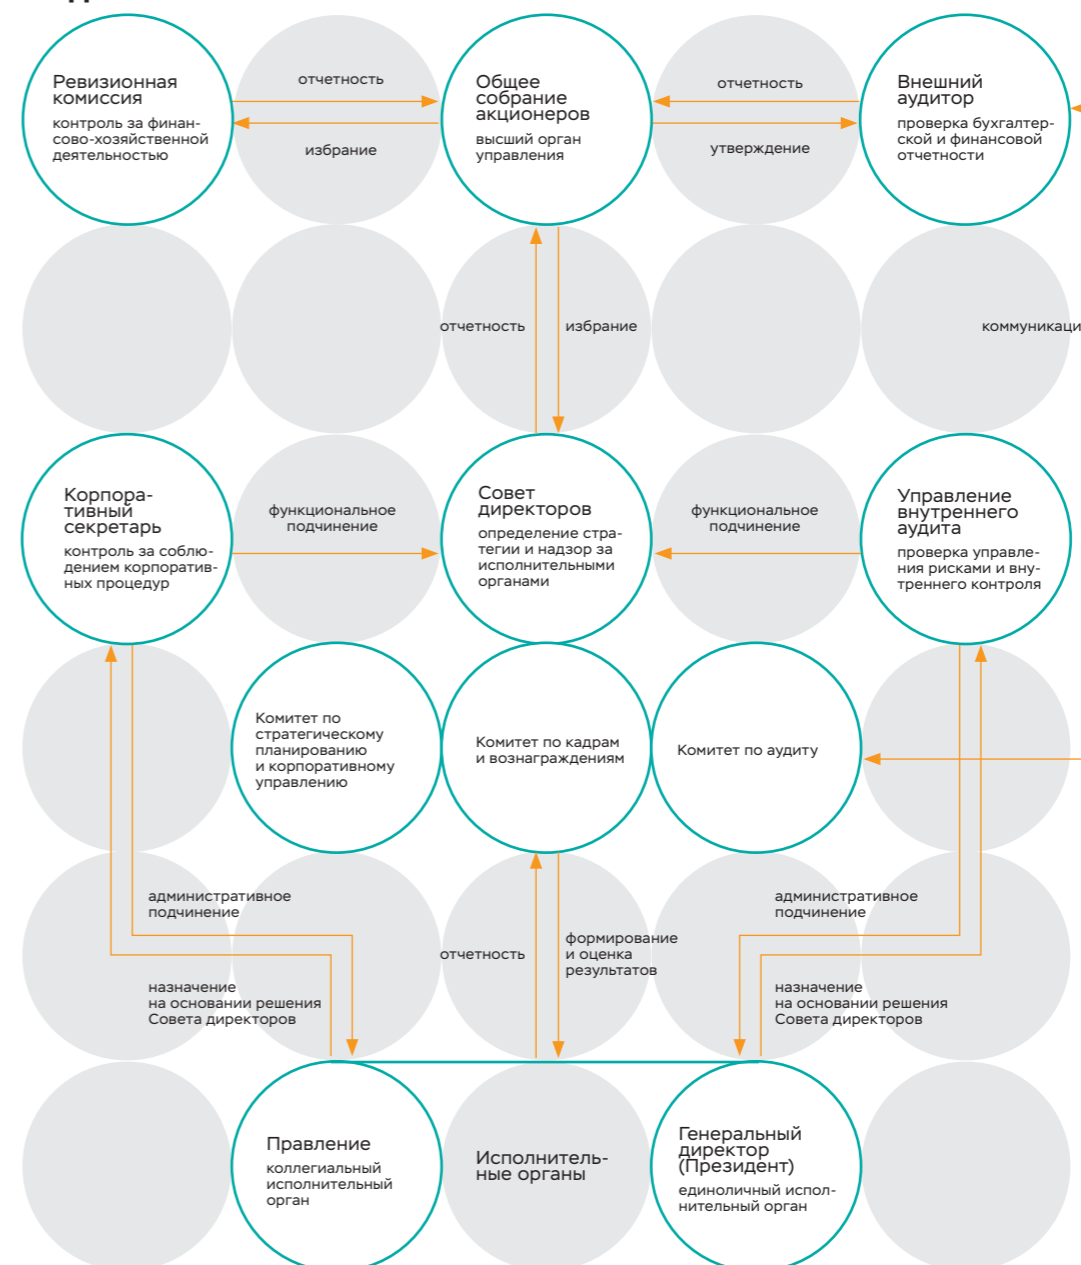 Ревизионная
комиссия
контроль за финан-
сово-хозяйственной
деятельностью
отчетность
избрание
Общее
собрание
акционеров
высший орган
управления
отчетность
утверждение
Внешний
аудитор
проверка бухгалтер-
ской и финансовой
отчетности
отчетность
избрание
коммуникаци
Корпора-
тивный
секретарь
контроль за соблю-
дением корпоратив-
ных процедур
функциональное
подчинение
Совет
директоров
определение стра-
тегии и надзор за
исполнительными
органами
функциональное
подчинение
Управление
внутреннего
аудита
проверка управле-
ния рисками и вну-
треннего контроля
Комитет по
стратегическому
планированию
и корпоративному
управлению
Комитет по кадрам
и вознаграждениям
Комитет по аудиту
административное
подчинение
назначение
на основании решения
Совета директоров
отчетность
формирование
и оценка
результатов
административное
подчинение
назначение
на основании решения
Совета директоров
Правление
коллегиальный
исполнительный
орган
Исполнитель-
ные органы
Генеральный
директор
(Президент)
единоличный испол-
нительный орган